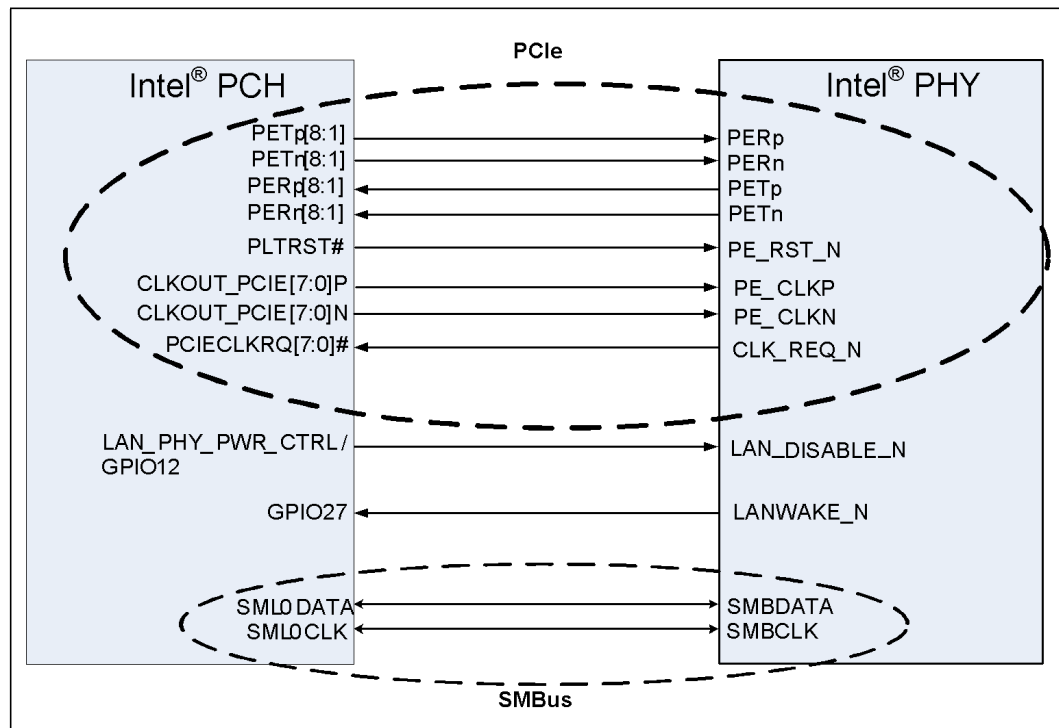 PCIe
Intel® PCH
Intel® PHY
PETp[8:1]
PERp
PETn[8:1]
PERn
PERp[8:1]
PETp
PERn[8:1]
PETn
PLTRST#
PE_RST_N
CLKOUT_PCIE[7:0]P
PE_CLKP
CLKOUT_PCIE[7:0]N
PE_CLKN
PCIECLKRQ[7:0]#
CLK_REQ_N
LAN_PHY_PWR_CTRL/
GPIO12
LAN_DISABLE_N
GPIO27
LANWAKE_N
SML0DATA
SMBDATA
SML0CLK
SMBCLK
SMBus